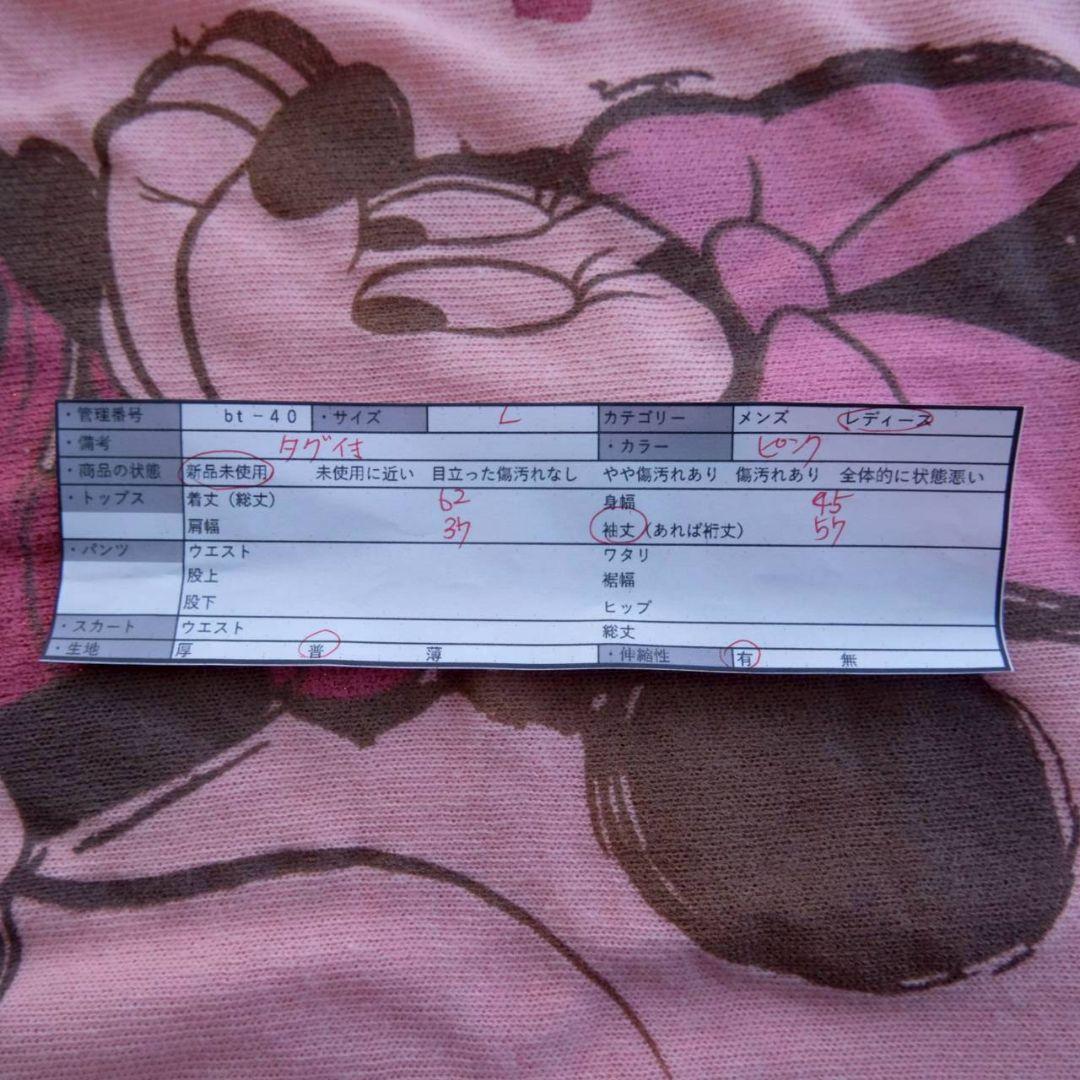 ・管理番号 bt-40 ・サイズ L カテゴリー メンズ レディース
・備考 タグ付 ・カラー ピンク
・商品の状態 新品未使用 未使用に近い 目立った傷汚れなし やや傷汚れあり 傷汚れあり 全体的に状態悪い
・トップス 着丈（総丈） 62 身幅 45
肩幅 37 袖丈（あれば裄丈） 57
・パンツ ウエスト ワタリ
股上 裾幅
股下 ヒップ
・スカート ウエスト 総丈
・生地 厚 普 薄 ・伸縮性 有 無